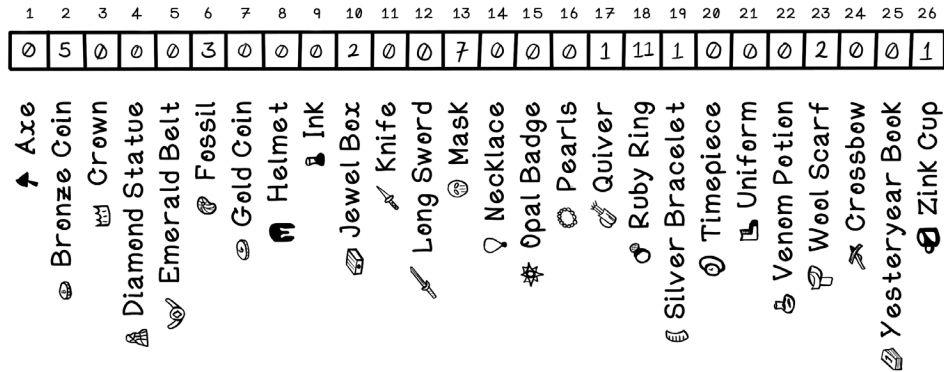 1 2 3 4 5 6 7 8 9 10 11 12 13 14 15 16 17 18 19 20 21 22 23 24 25 26
0 5 0 0 0 3 0 0 0 2 0 0 7 0 0 0 1 11 1 0 0 0 2 0 0 1
Axe
Bronze Coin
Crown
Diamond Statue
Emerald Belt
Fossil
Gold Coin
Helmet
Ink
Jewel Box
Knife
Long Sword
Mask
Necklace
Opal Badge
Pearls
Quiver
Ruby Ring
Silver Bracelet
Timepiece
Uniform
Venom Potion
Wool Scarf
Crossbow
Yesteryear Book
Zink Cup